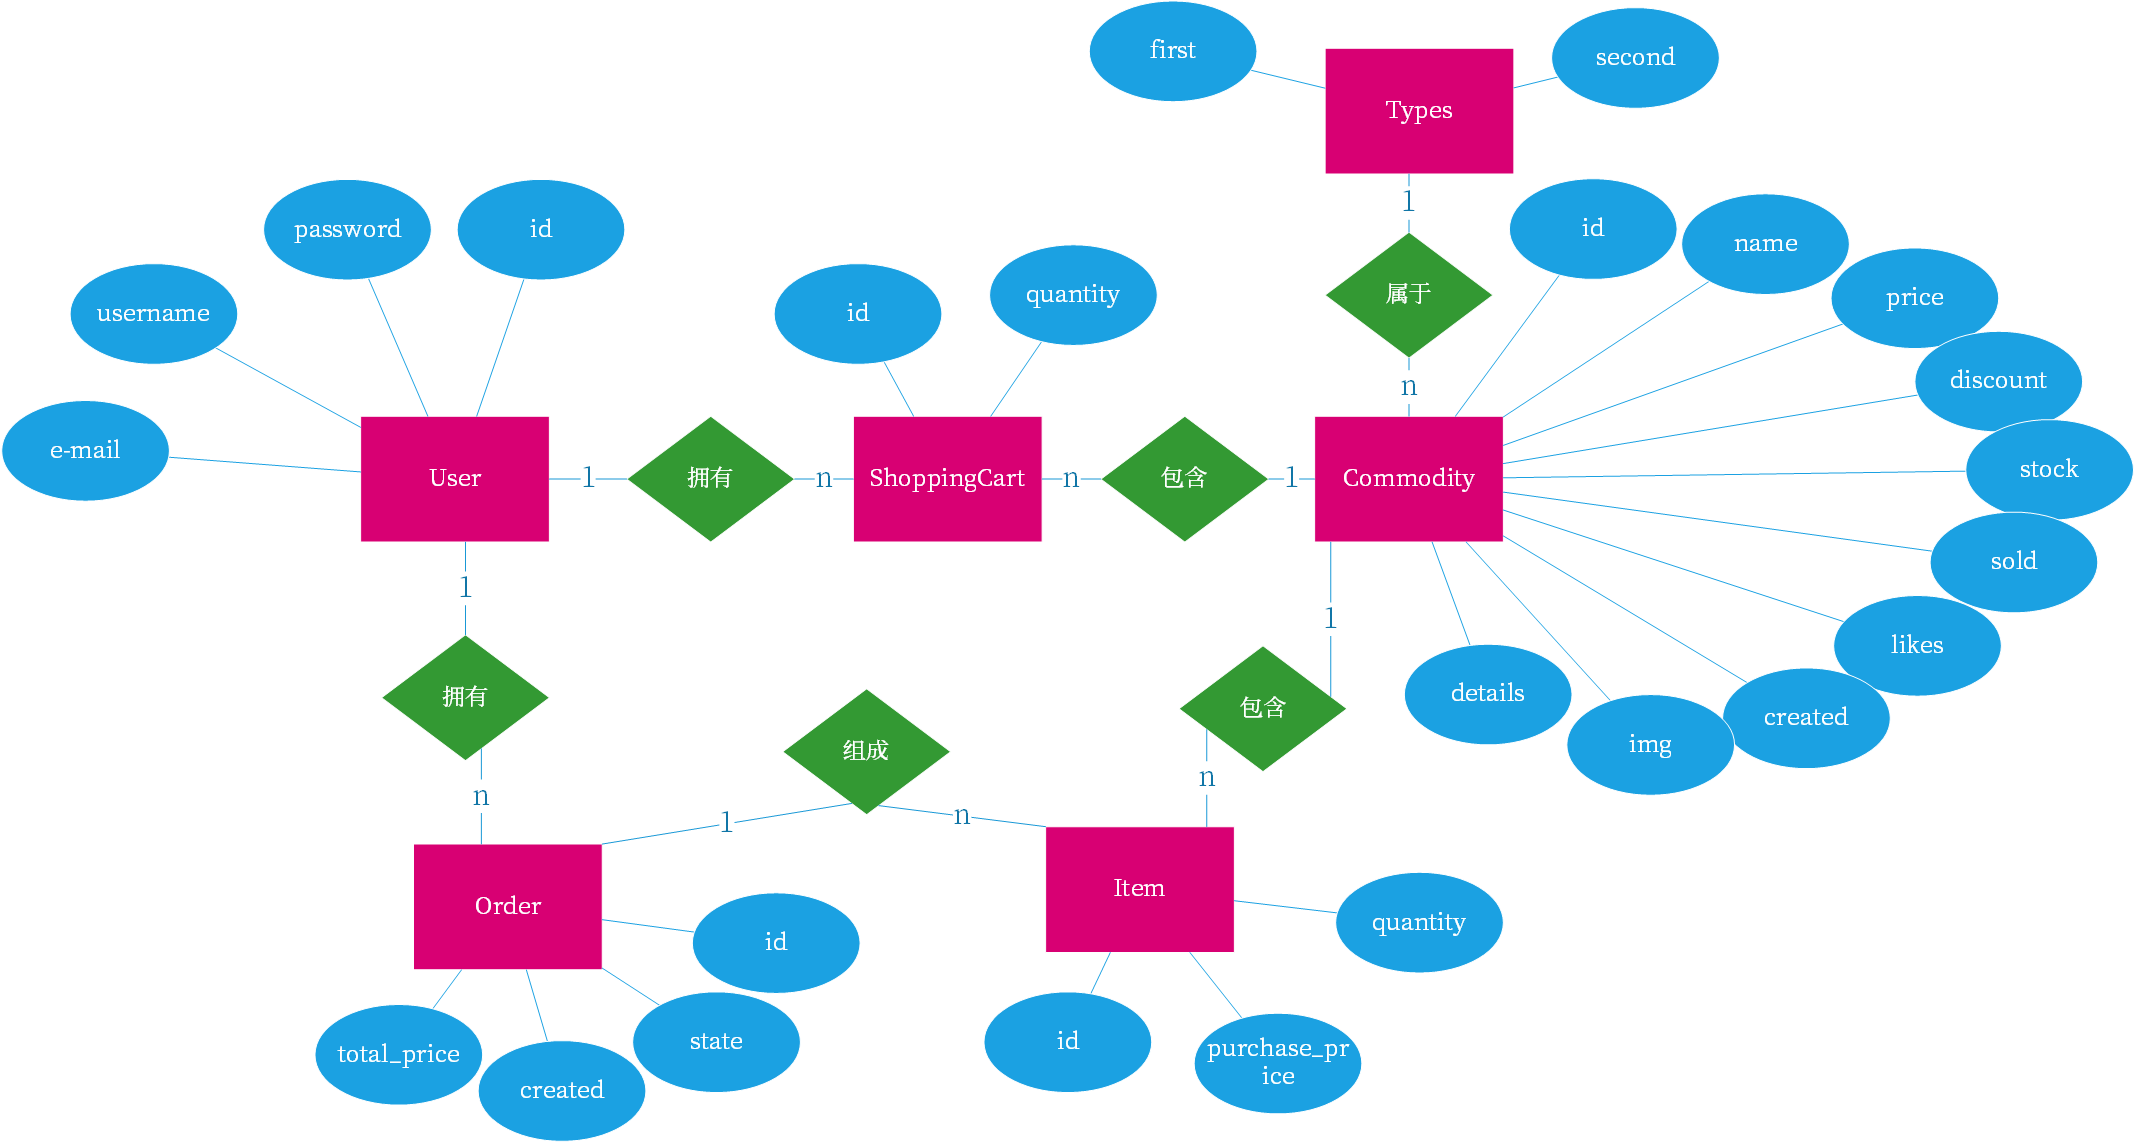 first
second
Types
1
password
id
id
name
username
id
quantity
属于
price
n
discount
e-mail
User
1
拥有
n
ShoppingCart
n
包含
1
Commodity
stock
sold
1
1
likes
拥有
包含
details
created
img
组成
n
n
1
n
Order
Item
quantity
id
total_price
created
state
id
purchase_pr
ice